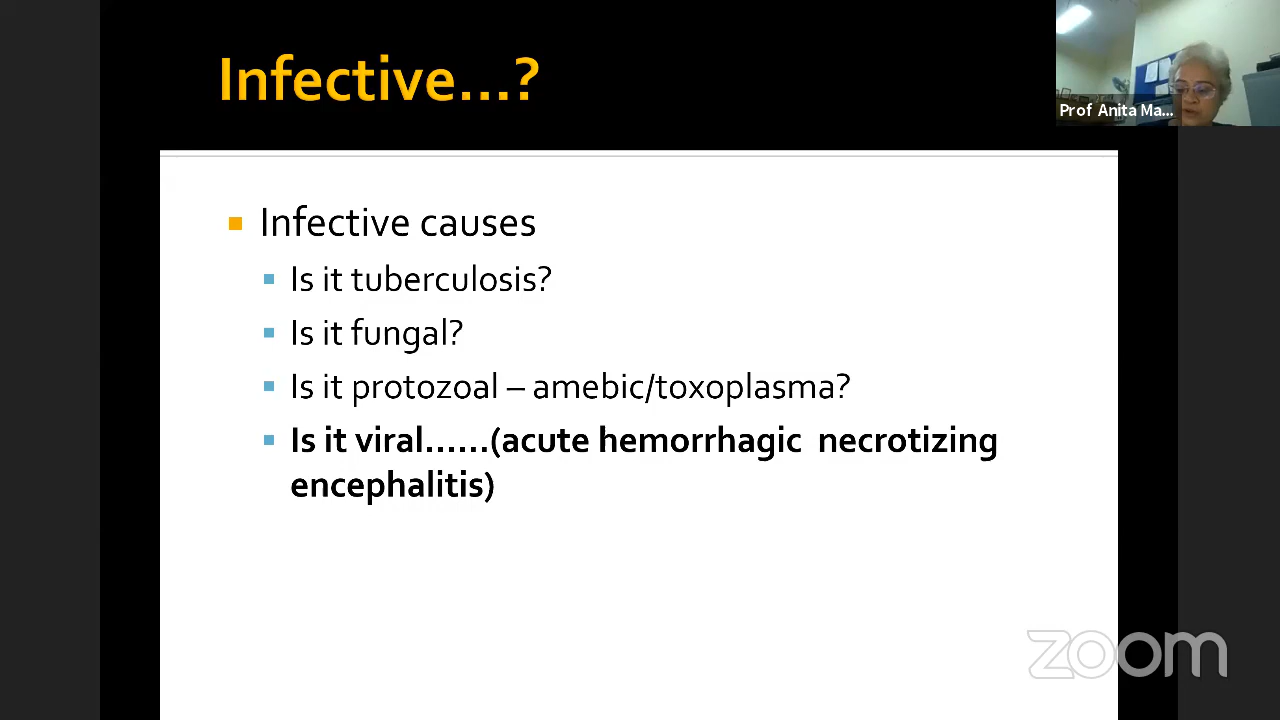 Infective...?
Prof Anita Ma...
Infective causes
Is it tuberculosis?
Is it fungal?
Is it protozoal – amebic/toxoplasma?
Is it viral......(acute hemorrhagic necrotizing
encephalitis)
zoom